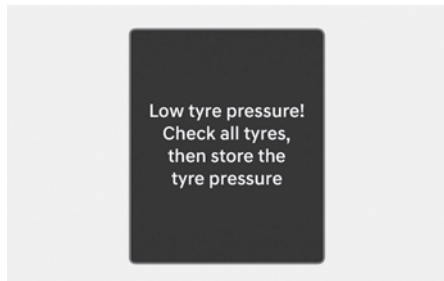 Low tyre pressure!
Check all tyres,
then store the
tyre pressure